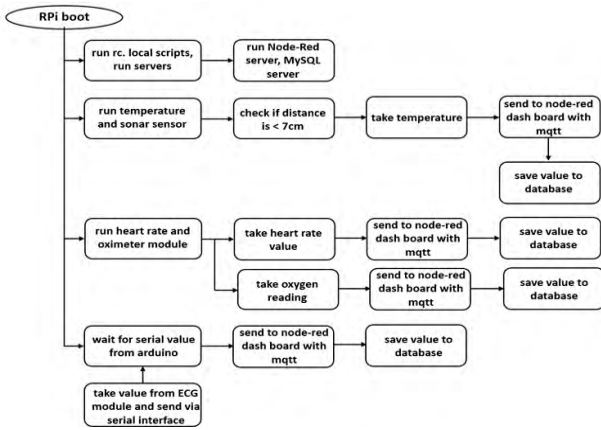 RPi boot
run rc. local scripts,
run servers
run Node-Red
server, MySQL
server
run temperature
and sonar sensor
check if distance
is < 7cm
take temperature
send to node-red
dash board with
mqtt
save value to
database
run heart rate and
oximeter module
take heart rate
value
send to node-red
dash board with
mqtt
save value to
database
take oxygen
reading
send to node-red
dash board with
mqtt
save value to
database
wait for serial value
from arduino
send to node-red
dash board with
mqtt
save value to
database
take value from ECG
module and send via
serial interface